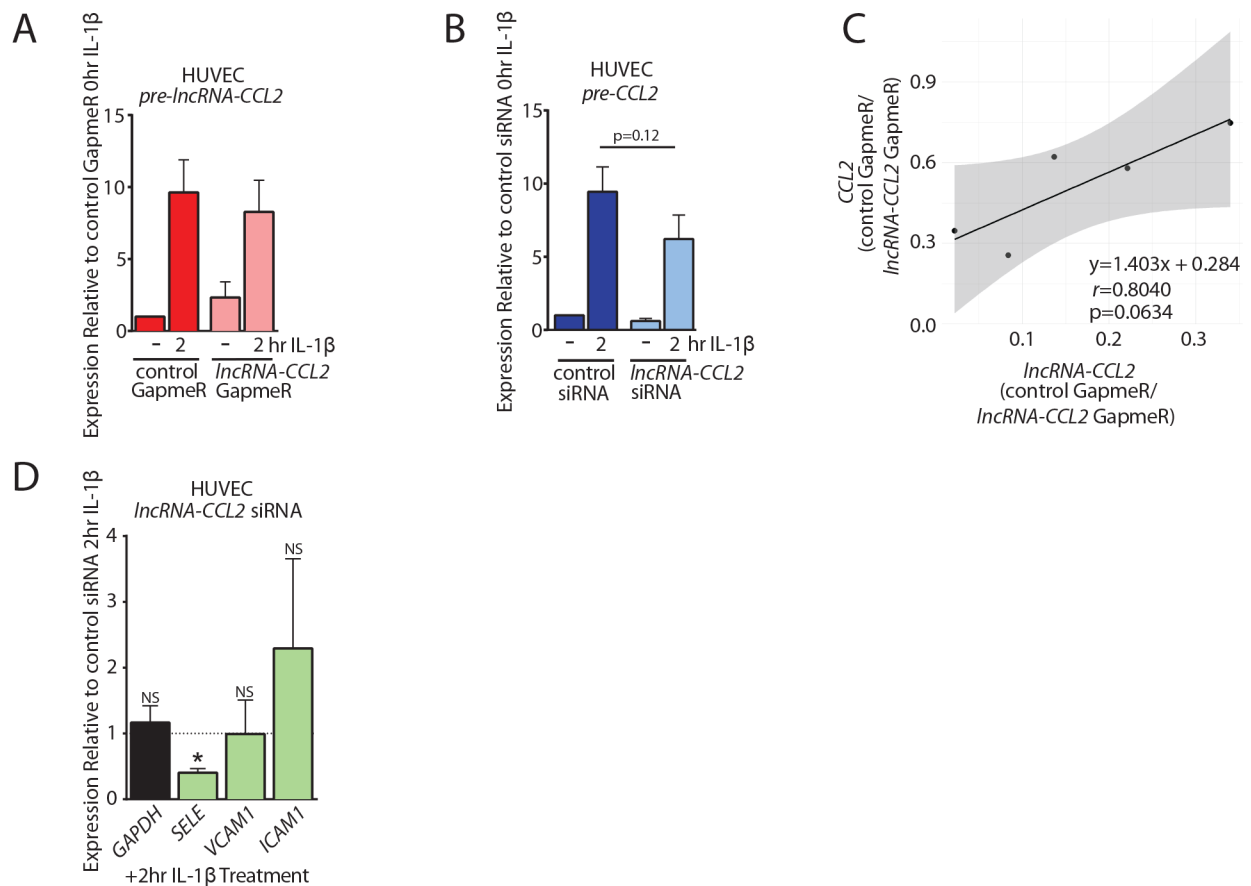 A
Expression Relative to control GapmeR 0hr IL-1β
HUVEC
pre-lncRNA-CCL2
15
10
5
0
– 2 – 2 hr IL-1β
control lncRNA-CCL2
GapmeR GapmeR
B
Expression Relative to control siRNA 0hr IL-1β
HUVEC
pre-CCL2
15
10
5
0
p=0.12
– 2 – 2 hr IL-1β
control lncRNA-CCL2
siRNA siRNA
C
CCL2
(control GapmeR/
lncRNA-CCL2 GapmeR)
0.9
0.6
0.3
0.0
y=1.403x + 0.284
r=0.8040
p=0.0634
0.1 0.2 0.3
lncRNA-CCL2
(control GapmeR/
lncRNA-CCL2 GapmeR)
D
Expression Relative to control siRNA 2hr IL-1β
HUVEC
lncRNA-CCL2 siRNA
4
3
2
1
0
NS
*
NS
NS
GAPDH
SELE
VCAM1
ICAM1
+2hr IL-1β Treatment